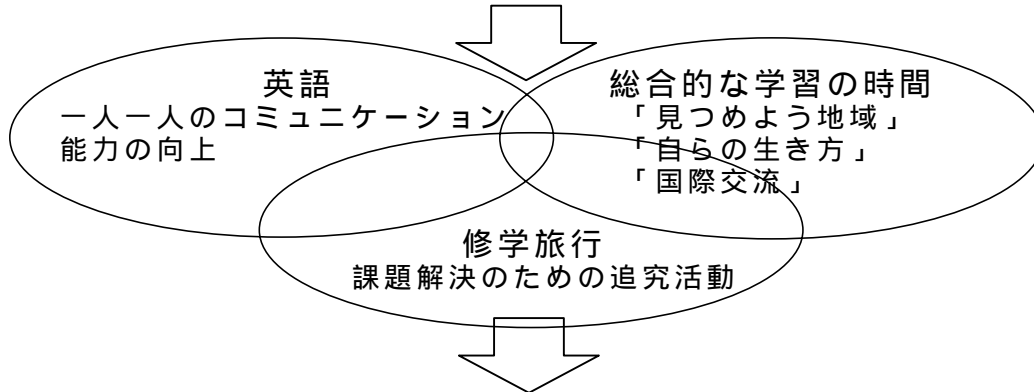 英語
一人一人のコミュニケーション
能力の向上
総合的な学習の時間
「見つめよう地域」
「自らの生き方」
「国際交流」
修学旅行
課題解決のための追究活動